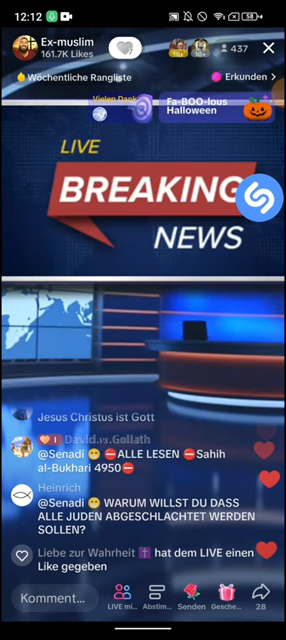 12:12
58
Ex-muslim
161.7K Likes
10+
10+
437
Wöchentliche Rangliste
Erkunden >
Vielen Dank
Fa-BOO-lous
Halloween
LIVE
BREAKING
NEWS
Jesus Christus ist Gott
David.vs.Goliath
@Senadi 😁 ⛔ALLE LESEN ⛔Sahih
al-Bukhari 4950⛔
Heinrich
@Senadi 😁 WARUM WILLST DU DASS
ALLE JUDEN ABGESCHLACHTET WERDEN
SOLLEN?
Liebe zur Wahrheit ✝️ hat dem LIVE einen
Like gegeben
Komment...
LIVE mi...
Abstim...
Senden
Gesche...
28